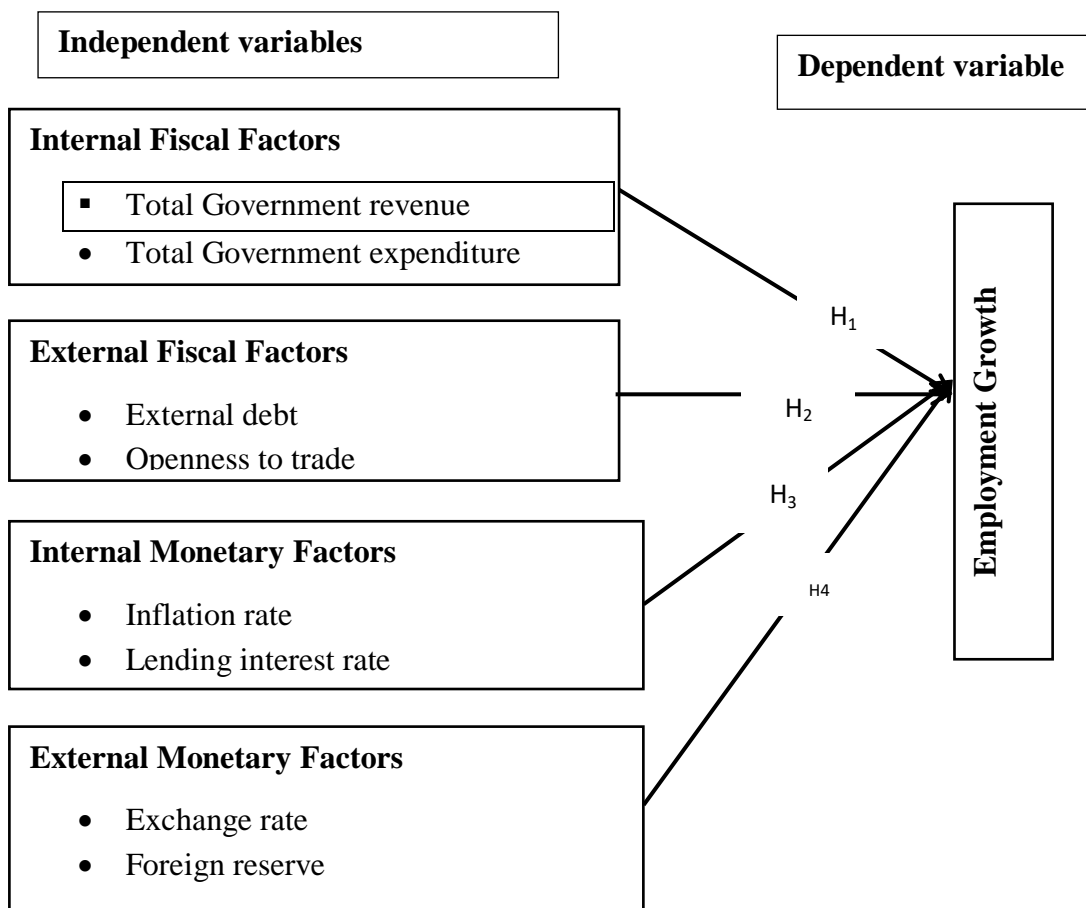 Independent variables
Dependent variable
Internal Fiscal Factors
▪ Total Government revenue
• Total Government expenditure
External Fiscal Factors
• External debt
• Openness to trade
Internal Monetary Factors
• Inflation rate
• Lending interest rate
External Monetary Factors
• Exchange rate
• Foreign reserve
H₁
H₂
H₃
H4
Employment Growth